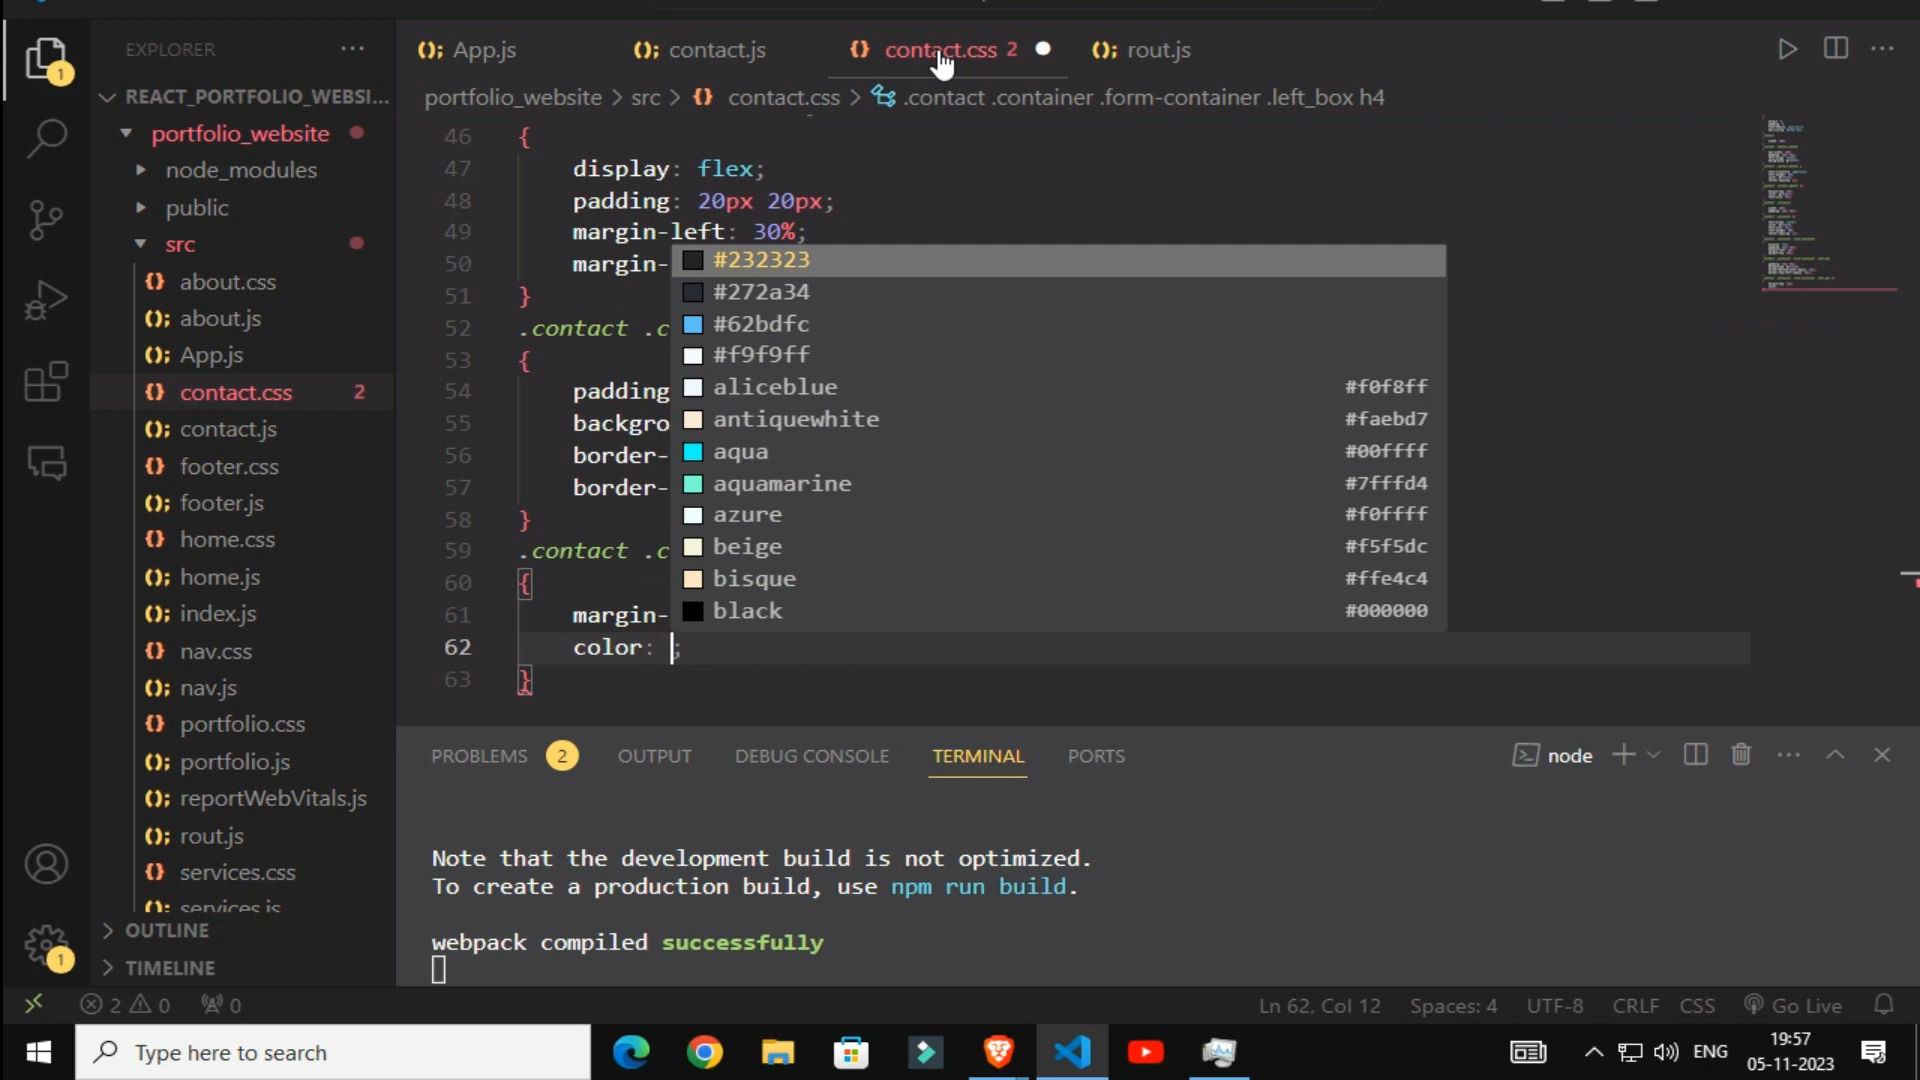 EXPLORER
App.js
contact.js
contact.css 2
rout.js
REACT_PORTFOLIO_WEBSI...
portfolio_website > src > {} contact.css > .contact .container .form-container .left_box h4
portfolio_website
node_modules
public
src
about.css
about.js
App.js
contact.css 2
contact.js
footer.css
footer.js
home.css
home.js
index.js
nav.css
nav.js
portfolio.css
portfolio.js
reportWebVitals.js
rout.js
services.css
services.js
OUTLINE
TIMELINE
46 {
47 display: flex;
48 padding: 20px 20px;
49 margin-left: 30%;
50 margin-
51 }
52 .contact .c
53 {
54 padding
55 backgro
56 border-
57 border-
58 }
59 .contact .c
60 {
61 margin-
62 color: ;
63 }
#232323
#272a34
#62bdfc
#f9f9ff
aliceblue #f0f8ff
antiquewhite #faebd7
aqua #00ffff
aquamarine #7fffd4
azure #f0ffff
beige #f5f5dc
bisque #ffe4c4
black #000000
PROBLEMS 2 OUTPUT DEBUG CONSOLE TERMINAL PORTS
node
Note that the development build is not optimized.
To create a production build, use npm run build.
webpack compiled successfully
2 0 0
Ln 62, Col 12 Spaces: 4 UTF-8 CRLF CSS Go Live
1
1
Type here to search
ENG
19:57
05-11-2023